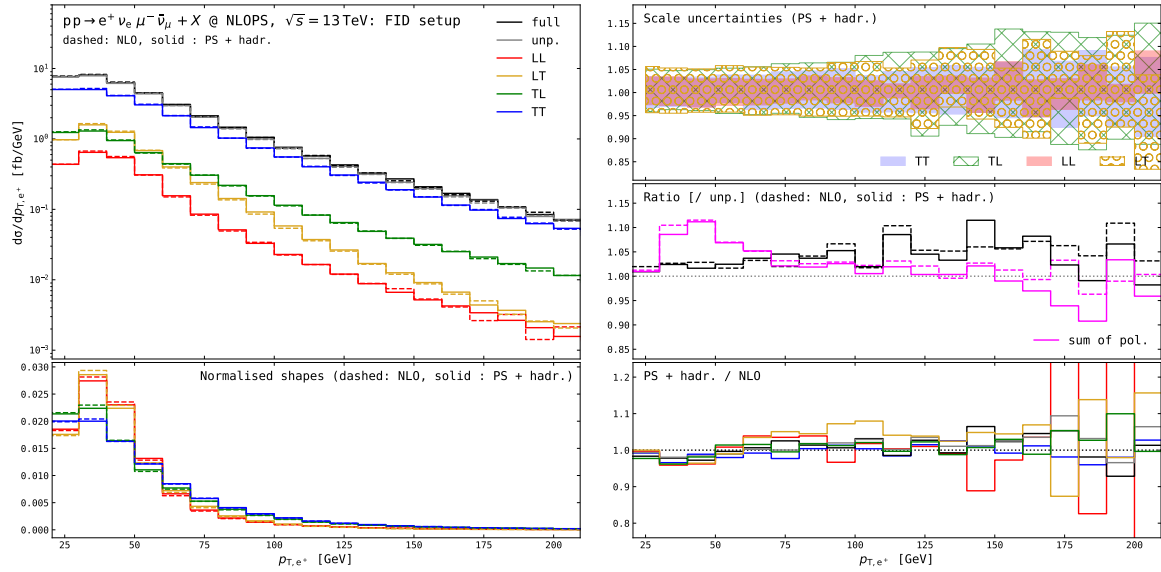 pp → e⁺ νₑ μ⁻ ν̄_μ + X @ NLOPS, √s = 13 TeV: FID setup
dashed: NLO, solid : PS + hadr.
full
unp.
LL
LT
TL
TT
dσ/dp_{T,e⁺} [fb/GeV]
10¹
10⁰
10⁻¹
10⁻²
10⁻³
Normalised shapes (dashed: NLO, solid : PS + hadr.)
0.030
0.025
0.020
0.015
0.010
0.005
0.000
25 50 75 100 125 150 175 200
p_{T,e⁺} [GeV]
Scale uncertainties (PS + hadr.)
1.15
1.10
1.05
1.00
0.95
0.90
0.85
TT TL LL LT
Ratio [/ unp.] (dashed: NLO, solid : PS + hadr.)
1.15
1.10
1.05
1.00
0.95
0.90
0.85
sum of pol.
PS + hadr. / NLO
1.2
1.1
1.0
0.9
0.8
25 50 75 100 125 150 175 200
p_{T,e⁺} [GeV]